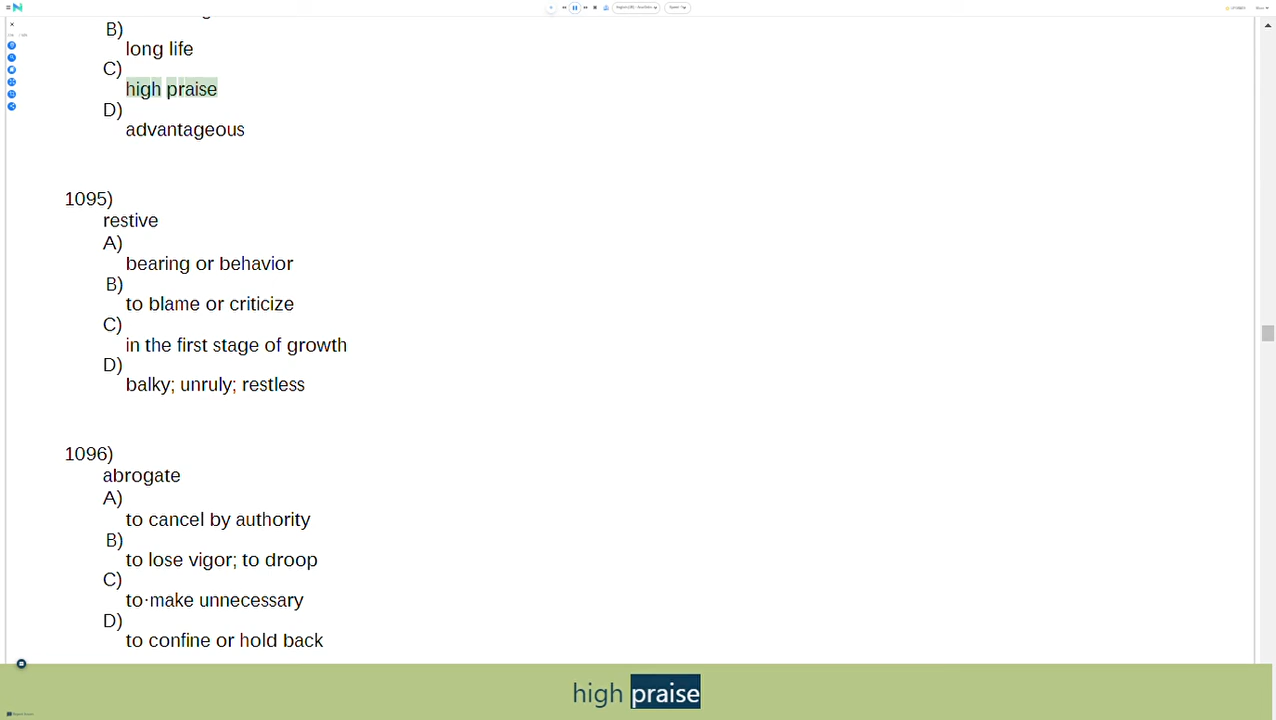 B)
long life
C)
high praise
D)
advantageous
1095)
restive
A)
bearing or behavior
B)
to blame or criticize
C)
in the first stage of growth
D)
balky; unruly; restless
1096)
abrogate
A)
to cancel by authority
B)
to lose vigor; to droop
C)
to·make unnecessary
D)
to confine or hold back
high praise